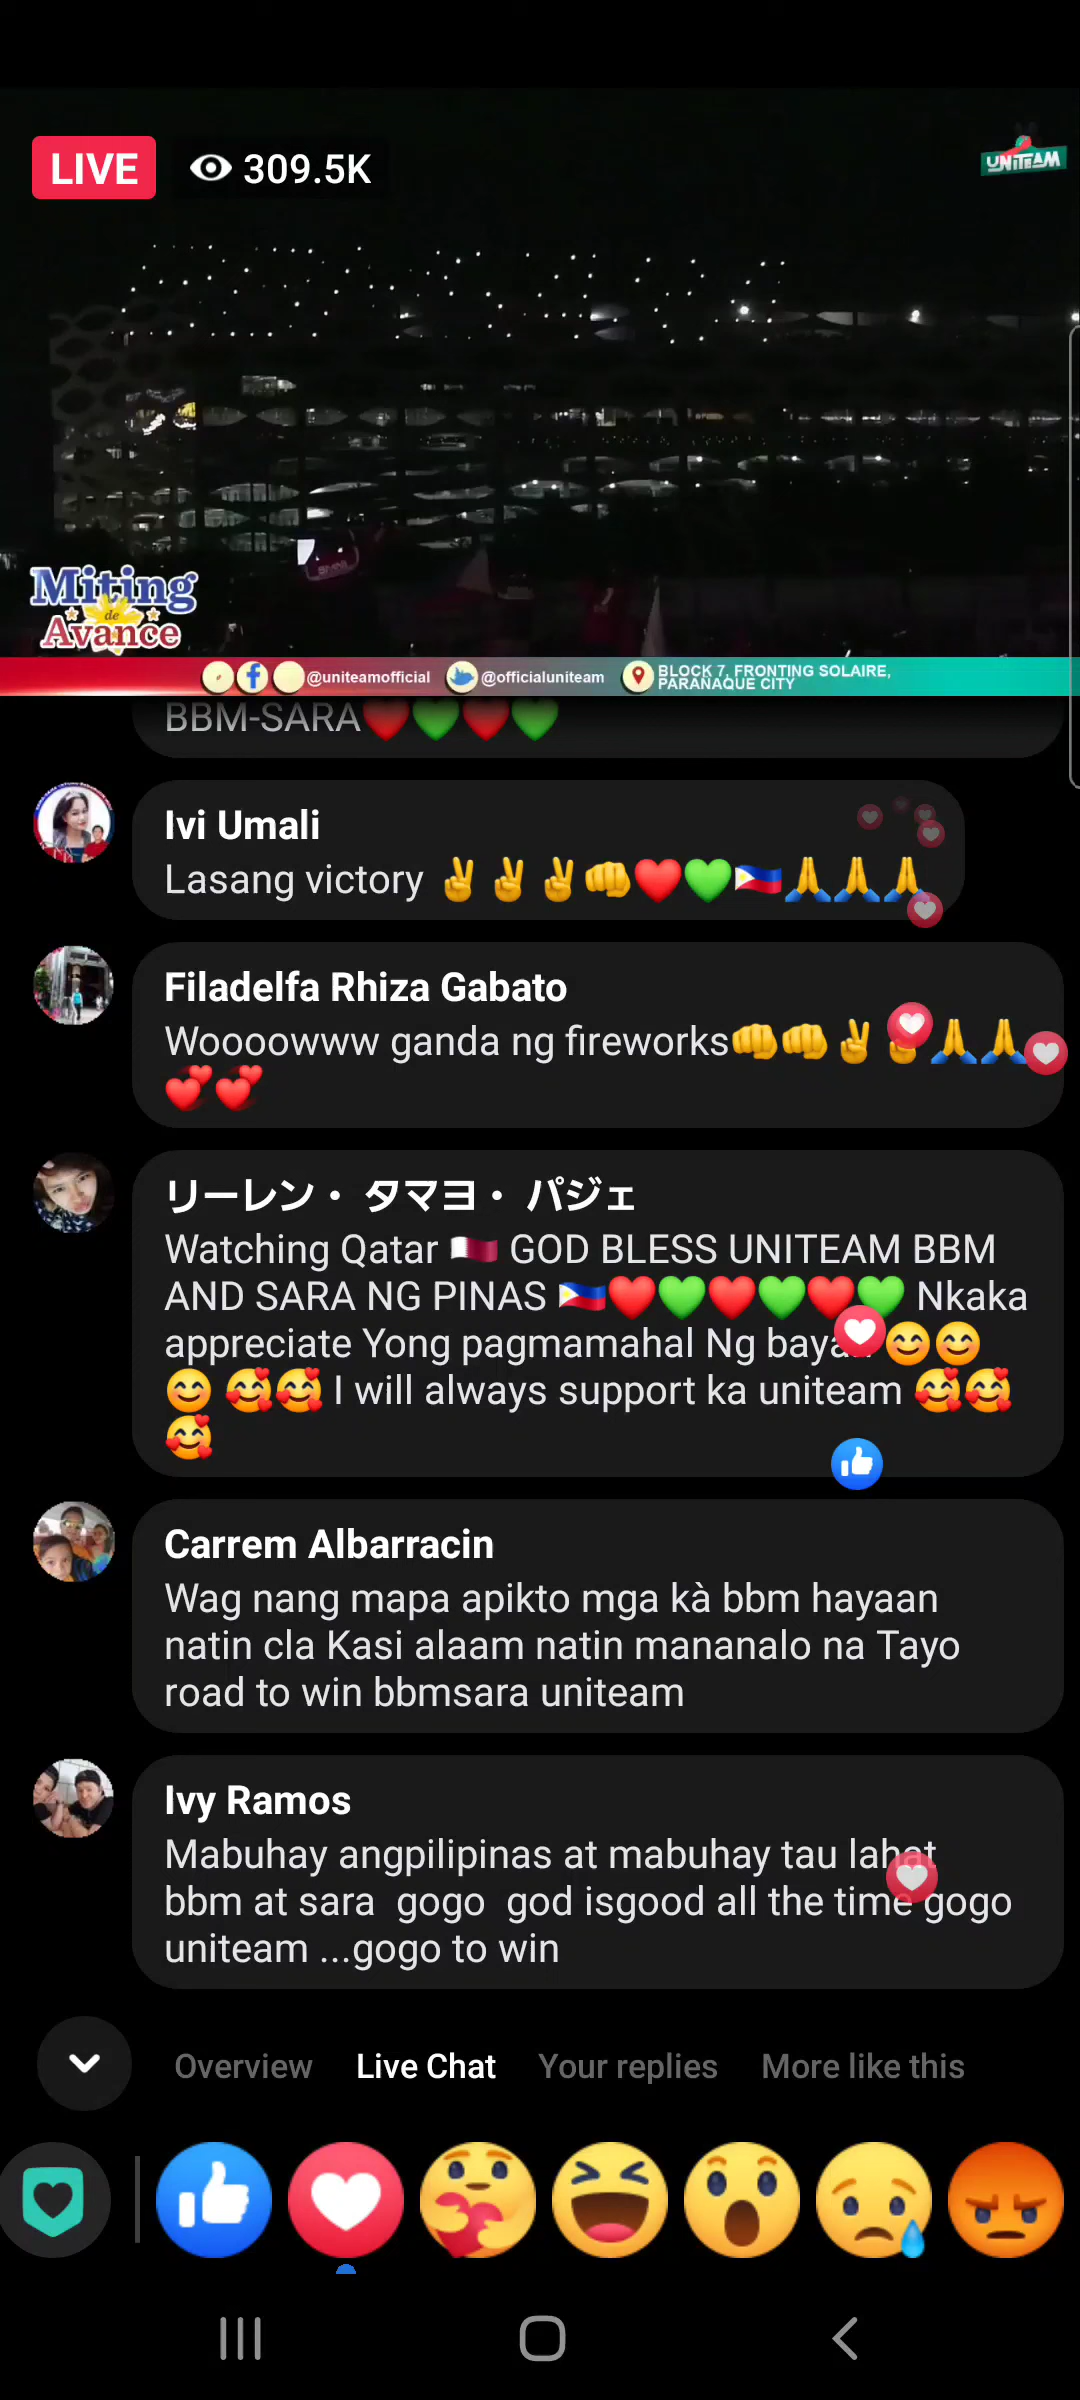 LIVE 309.5K
UNITEAM
Miting
de
Avance
@uniteamofficial @officialuniteam BLOCK 7, FRONTING SOLAIRE,
PARAÑAQUE CITY
BBM-SARA❤️💚❤️💚
Ivi Umali
Lasang victory ✌️✌️✌️👊❤️💚🇵🇭🙏🙏🙏
Filadelfa Rhiza Gabato
Woooowww ganda ng fireworks👊👊✌️✌️🙏🙏
💞💞
リーレン・ タマヨ・ パジェ
Watching Qatar 🇶🇦 GOD BLESS UNITEAM BBM
AND SARA NG PINAS 🇵🇭❤️💚❤️💚❤️💚 Nkaka
appreciate Yong pagmamahal Ng bayan 😊😊
😊 🥰🥰 I will always support ka uniteam 🥰🥰
🥰
Carrem Albarracin
Wag nang mapa apikto mga kà bbm hayaan
natin cla Kasi alaam natin mananalo na Tayo
road to win bbmsara uniteam
Ivy Ramos
Mabuhay angpilipinas at mabuhay tau lahat
bbm at sara  gogo  god isgood all the time gogo
uniteam ...gogo to win
Overview Live Chat Your replies More like this